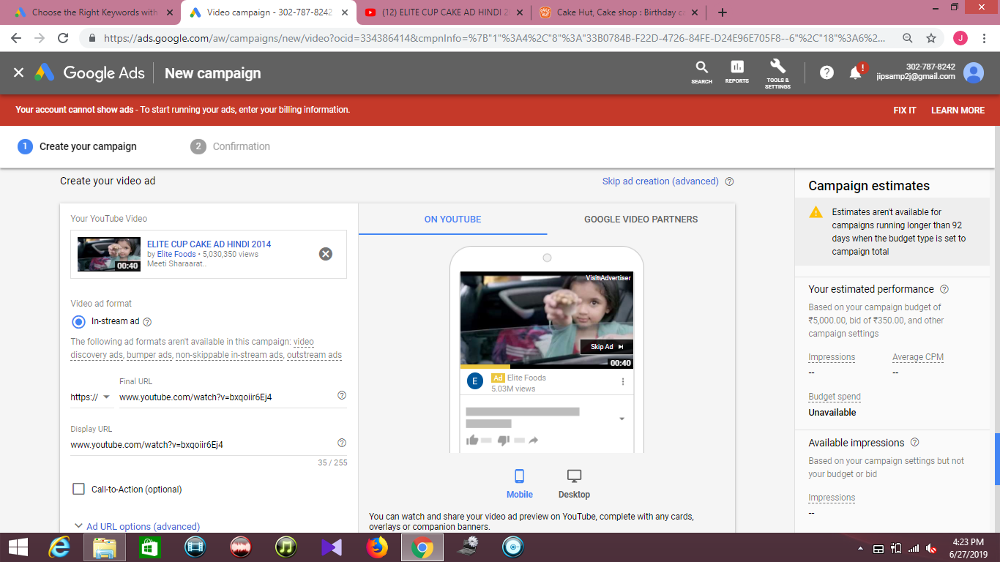 Choose the Right Keywords with
Video campaign - 302-787-8242
(12) ELITE CUP CAKE AD HINDI 2
Cake Hut, Cake shop : Birthday ca
https://ads.google.com/aw/campaigns/new/video?ocid=334386414&cmpnInfo=%7B"1"%3A4%2C"8"%3A"33B0784B-F22D-4726-84FE-D24E96E705F8--6"%2C"18"%3A6%2...
J
Google Ads
New campaign
SEARCH
REPORTS
TOOLS & SETTINGS
?
!
302-787-8242
jipsamp2j@gmail.com
Your account cannot show ads - To start running your ads, enter your billing information.
FIX IT
LEARN MORE
1 Create your campaign
2 Confirmation
Create your video ad
Skip ad creation (advanced)
Your YouTube Video
00:40
ELITE CUP CAKE AD HINDI 2014
by Elite Foods • 5,030,350 views
Meeti Sharaarat..
Video ad format
In-stream ad
The following ad formats aren't available in this campaign: video
discovery ads, bumper ads, non-skippable in-stream ads, outstream ads
Final URL
https://
www.youtube.com/watch?v=bxqoiir6Ej4
Display URL
www.youtube.com/watch?v=bxqoiir6Ej4
35 / 255
Call-to-Action (optional)
Ad URL options (advanced)
ON YOUTUBE
GOOGLE VIDEO PARTNERS
Visit Advertiser
Skip Ad
00:40
E
Ad Elite Foods
5.03M views
Mobile
Desktop
You can watch and share your video ad preview on YouTube, complete with any cards,
overlays or companion banners.
Campaign estimates
Estimates aren't available for
campaigns running longer than 92
days when the budget type is set to
campaign total
Your estimated performance
Based on your campaign budget of
₹5,000.00, bid of ₹350.00, and other
campaign settings
Impressions
Average CPM
--
--
Budget spend
Unavailable
Available impressions
Based on your campaign settings but not
your budget or bid
Impressions
--
4:23 PM
6/27/2019